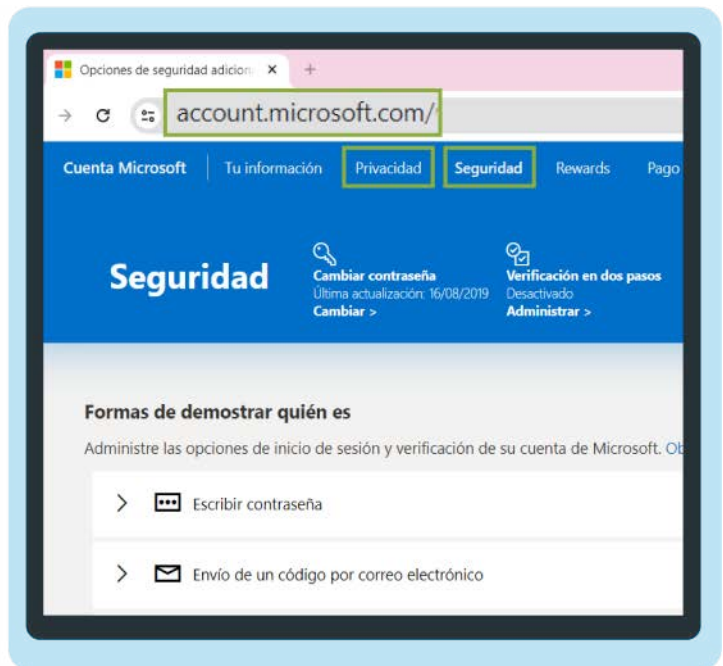 Opciones de seguridad adicion
account.microsoft.com/
Cuenta Microsoft Tu información Privacidad Seguridad Rewards Pago
Seguridad
Cambiar contraseña
Última actualización: 16/08/2019
Cambiar >
Verificación en dos pasos
Desactivado
Administrar >
Formas de demostrar quién es
Administre las opciones de inicio de sesión y verificación de su cuenta de Microsoft.
Escribir contraseña
Envío de un código por correo electrónico